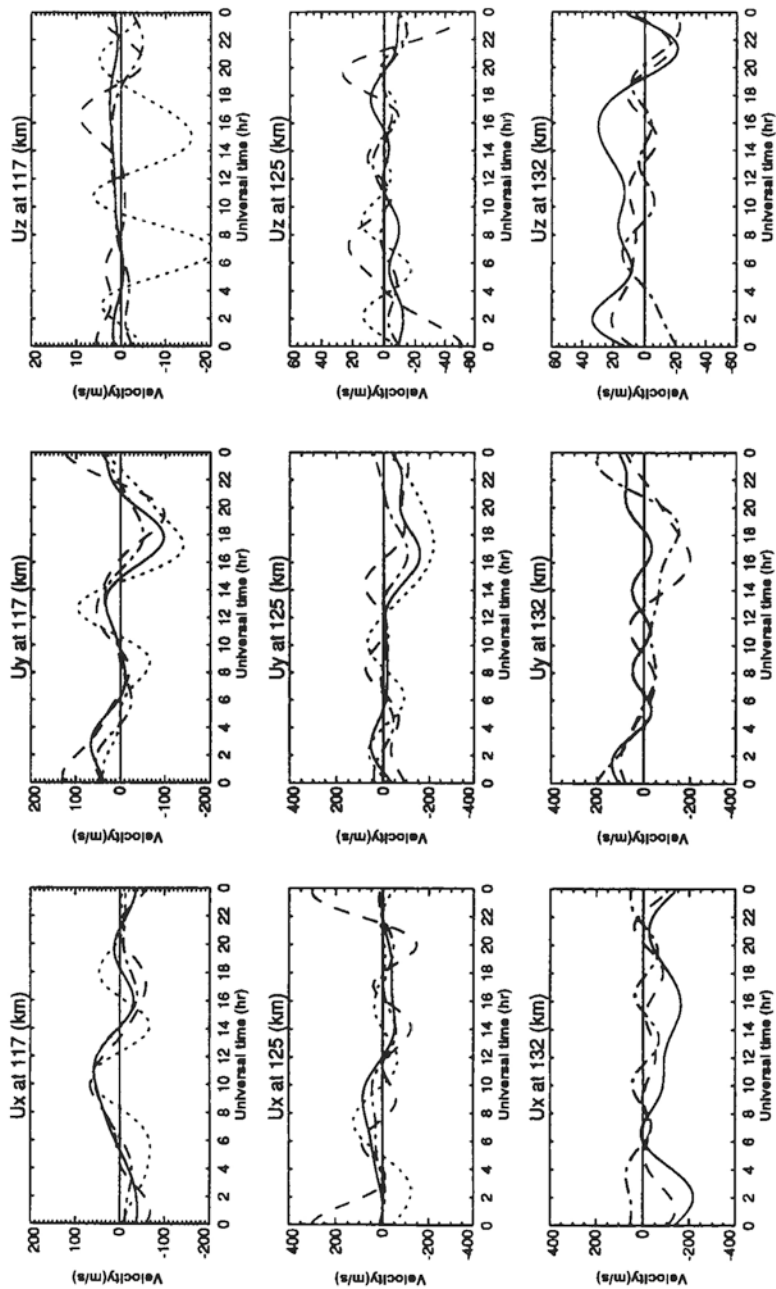 Ux at 117 (km)
Velocity(m/s)
200
100
0
-100
-200
0 2 4 6 8 10 12 14 16 18 20 22 0
Universal time (hr)
Uy at 117 (km)
Velocity(m/s)
200
100
0
-100
-200
0 2 4 6 8 10 12 14 16 18 20 22 0
Universal time (hr)
Uz at 117 (km)
Velocity(m/s)
20
10
0
-10
-20
0 2 4 6 8 10 12 14 16 18 20 22 0
Universal time (hr)
Ux at 125 (km)
Velocity(m/s)
400
200
0
-200
-400
0 2 4 6 8 10 12 14 16 18 20 22 0
Universal time (hr)
Uy at 125 (km)
Velocity(m/s)
400
200
0
-200
-400
0 2 4 6 8 10 12 14 16 18 20 22 0
Universal time (hr)
Uz at 125 (km)
Velocity(m/s)
60
40
20
0
-20
-40
-60
0 2 4 6 8 10 12 14 16 18 20 22 0
Universal time (hr)
Ux at 132 (km)
Velocity(m/s)
400
200
0
-200
-400
0 2 4 6 8 10 12 14 16 18 20 22 0
Universal time (hr)
Uy at 132 (km)
Velocity(m/s)
400
200
0
-200
-400
0 2 4 6 8 10 12 14 16 18 20 22 0
Universal time (hr)
Uz at 132 (km)
Velocity(m/s)
60
40
20
0
-20
-40
-60
0 2 4 6 8 10 12 14 16 18 20 22 0
Universal time (hr)